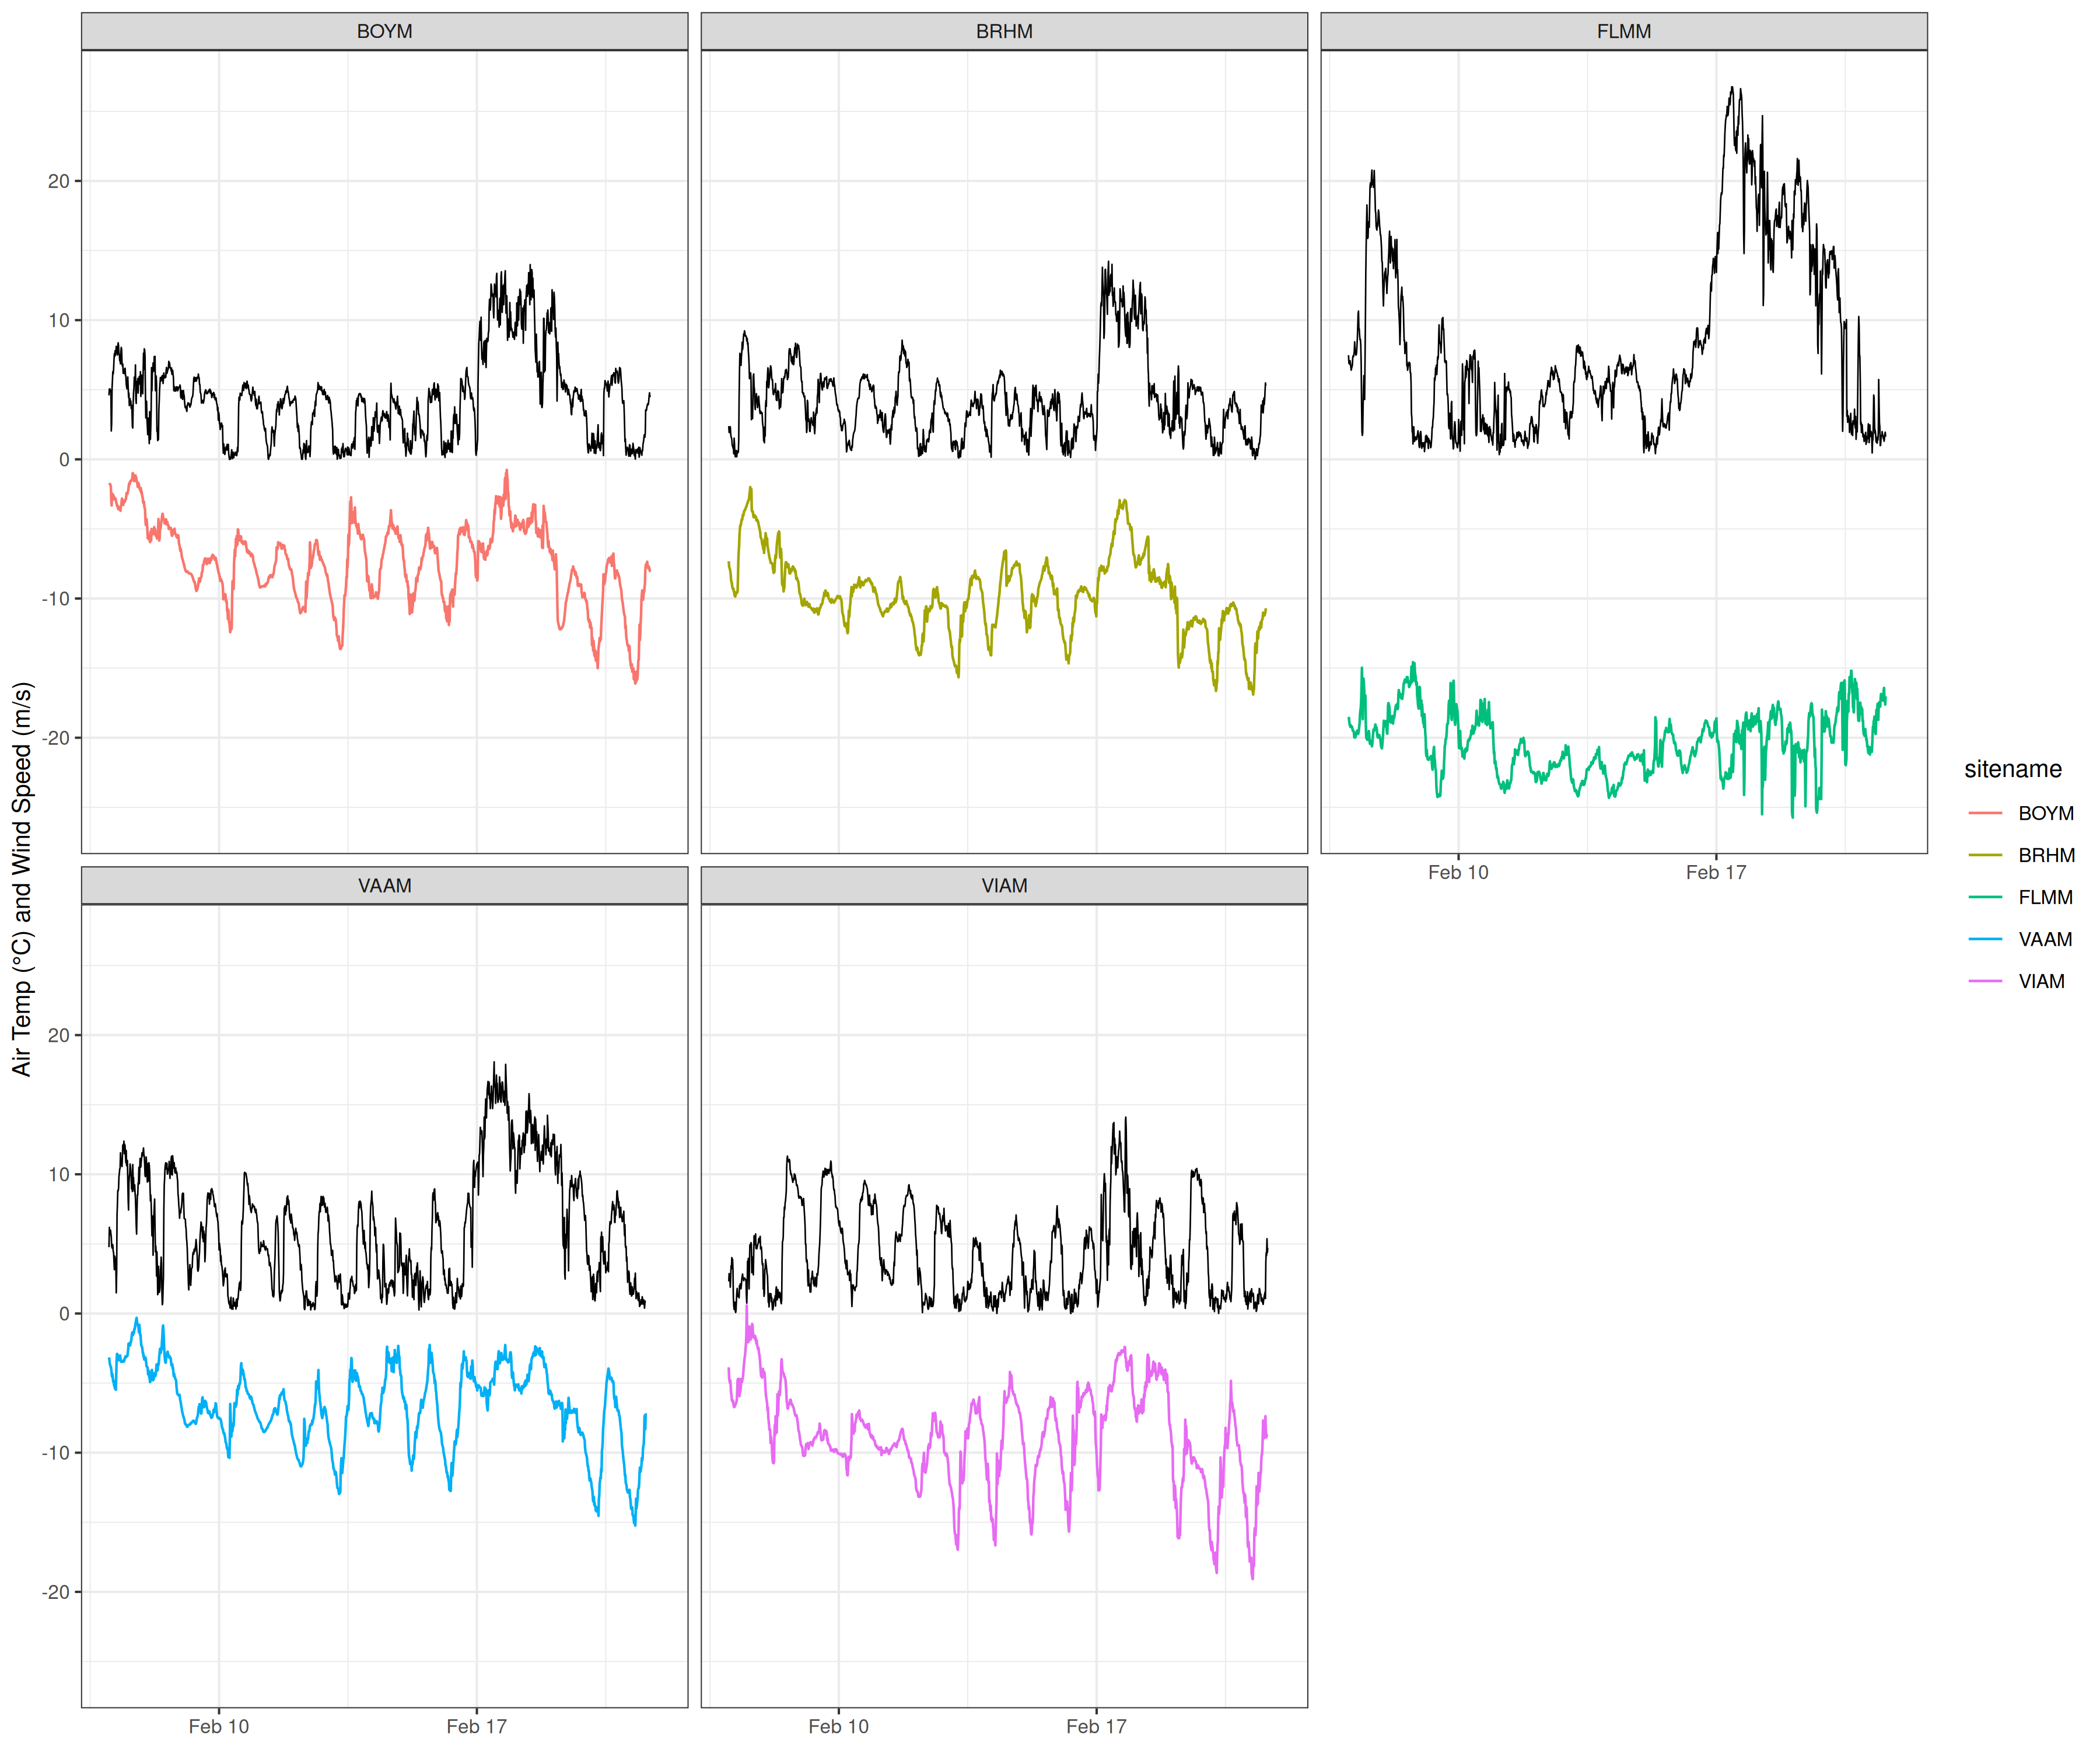 BOYM
BRHM
FLMM
20
10
0
-10
-20
Feb 10
Feb 17
VAAM
VIAM
20
10
0
-10
-20
Feb 10
Feb 17
Feb 10
Feb 17
Air Temp (°C) and Wind Speed (m/s)
sitename
BOYM
BRHM
FLMM
VAAM
VIAM